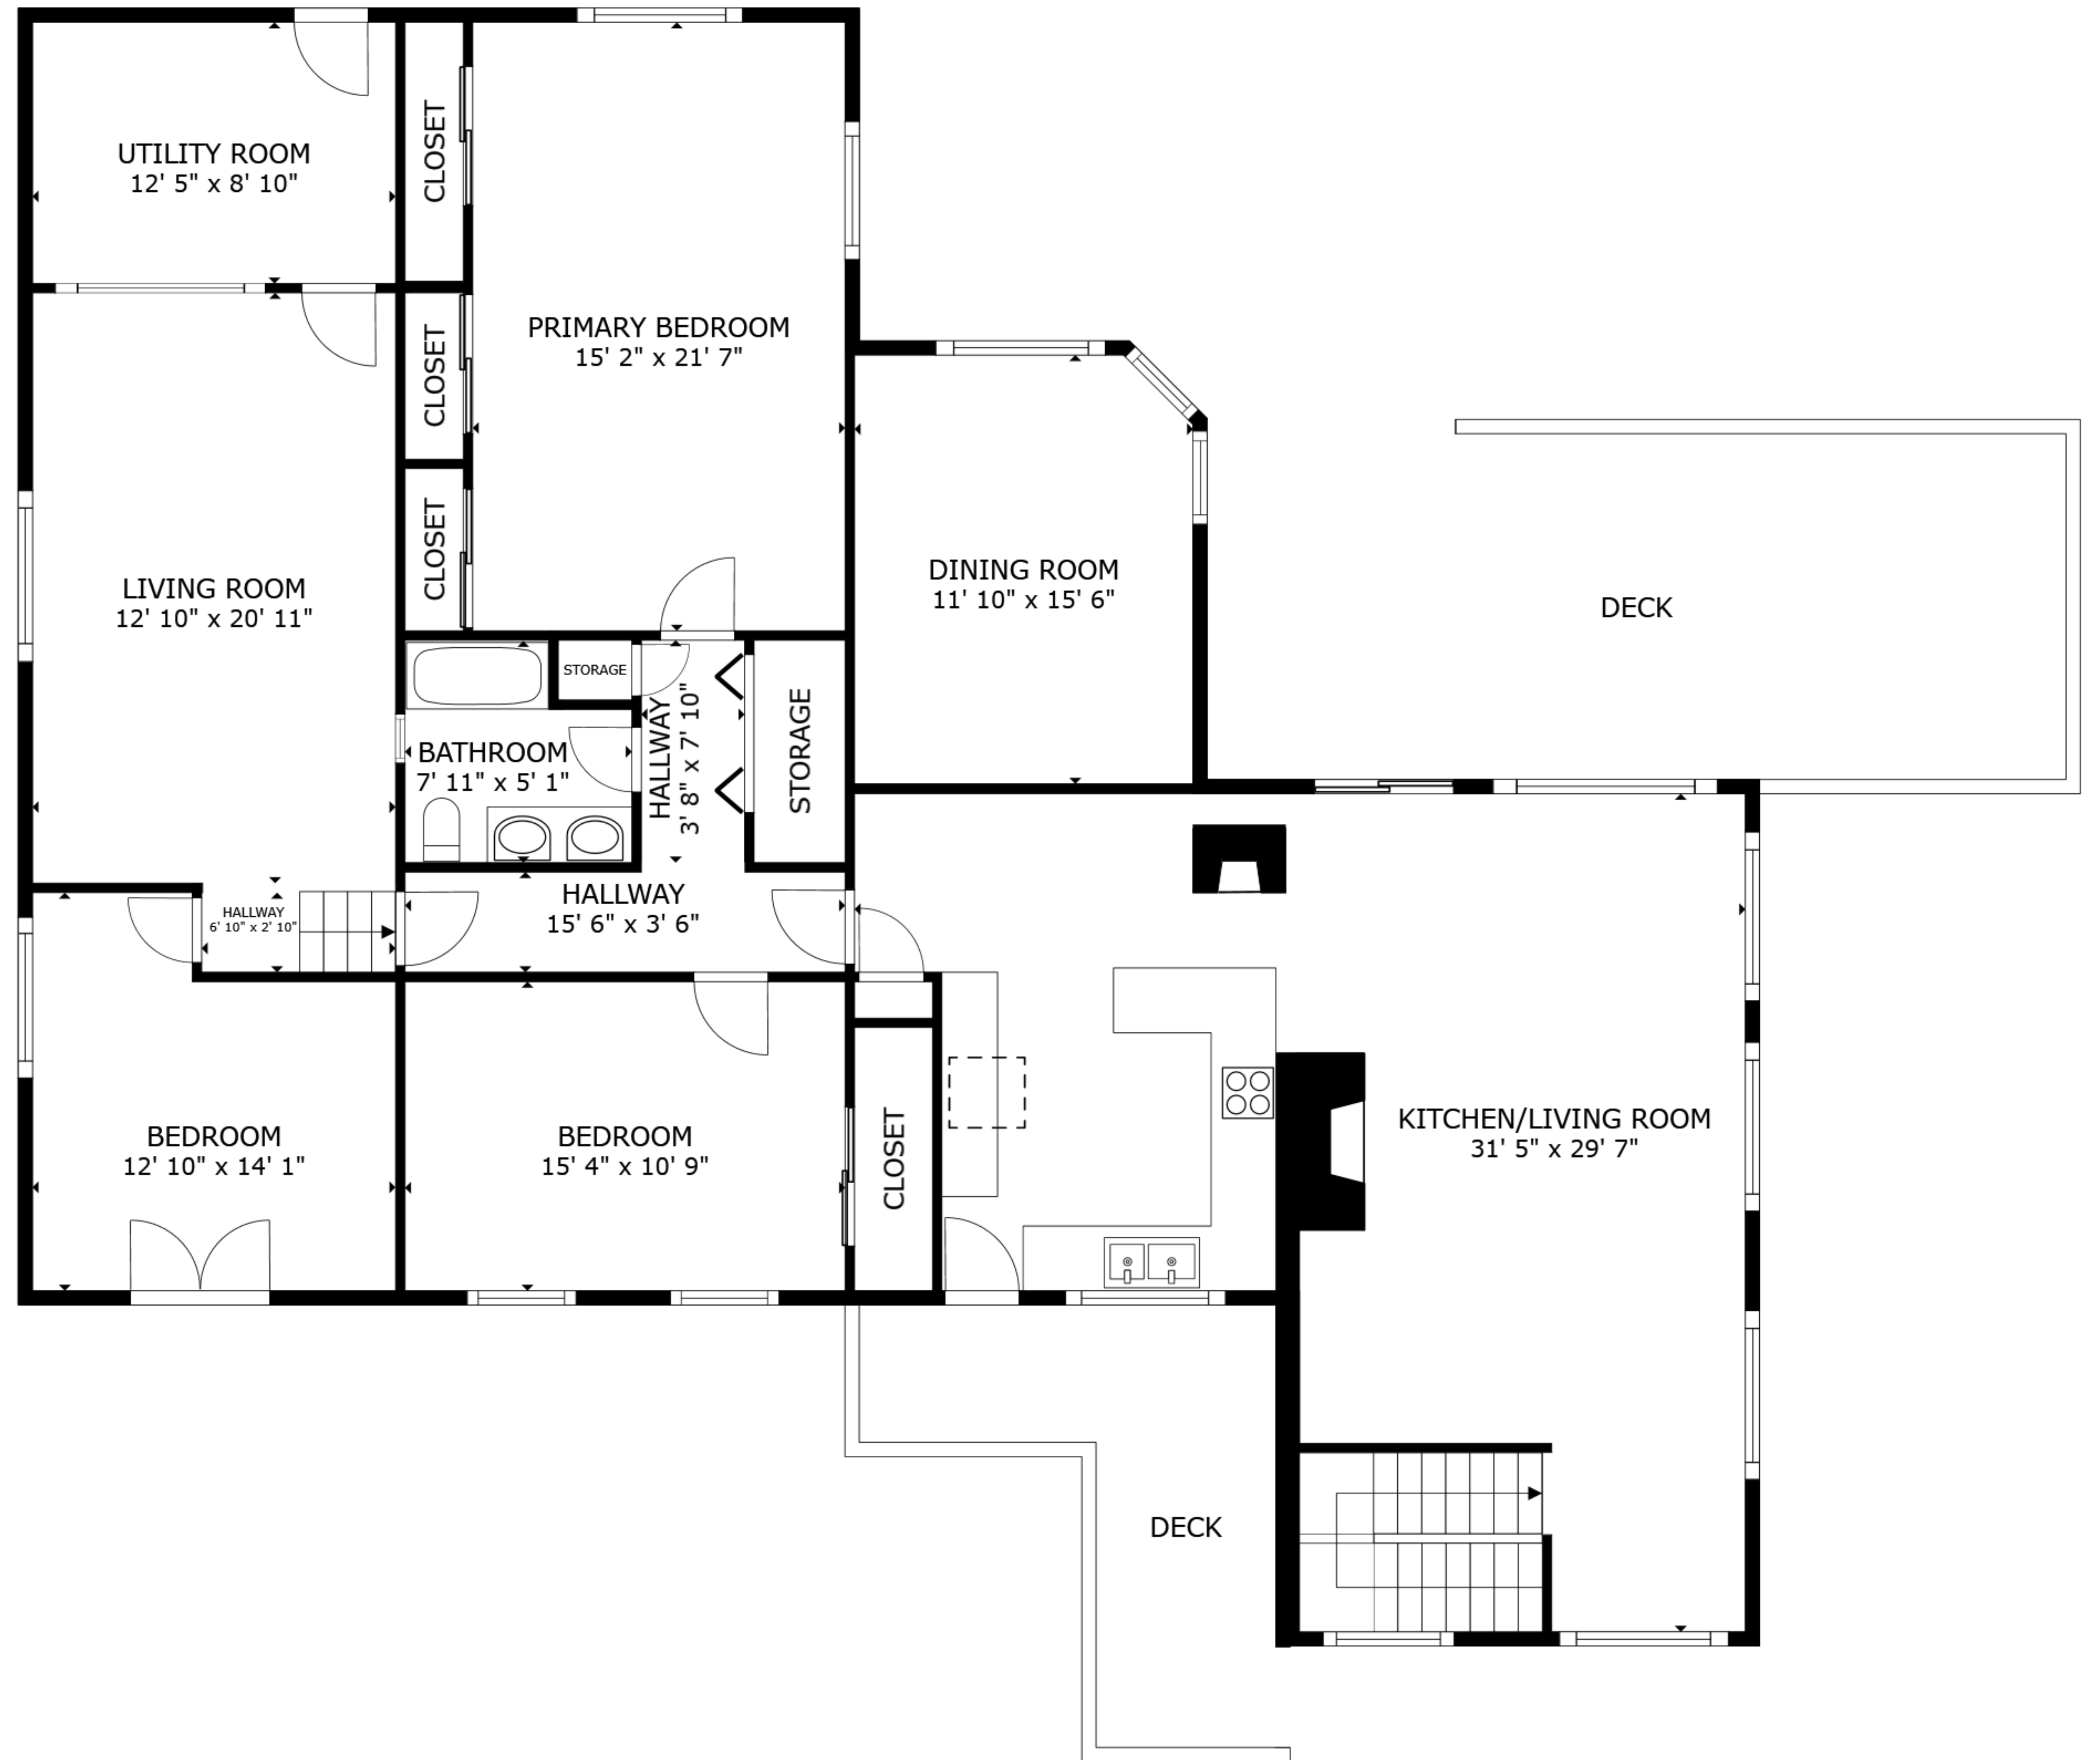 UTILITY ROOM
12' 5" x 8' 10"
CLOSET
PRIMARY BEDROOM
15' 2" x 21' 7"
CLOSET
CLOSET
LIVING ROOM
12' 10" x 20' 11"
DINING ROOM
11' 10" x 15' 6"
DECK
STORAGE
HALLWAY
3' 8" x 7' 10"
STORAGE
BATHROOM
7' 11" x 5' 1"
HALLWAY
6' 10" x 2' 10"
HALLWAY
15' 6" x 3' 6"
BEDROOM
12' 10" x 14' 1"
BEDROOM
15' 4" x 10' 9"
CLOSET
KITCHEN/LIVING ROOM
31' 5" x 29' 7"
DECK